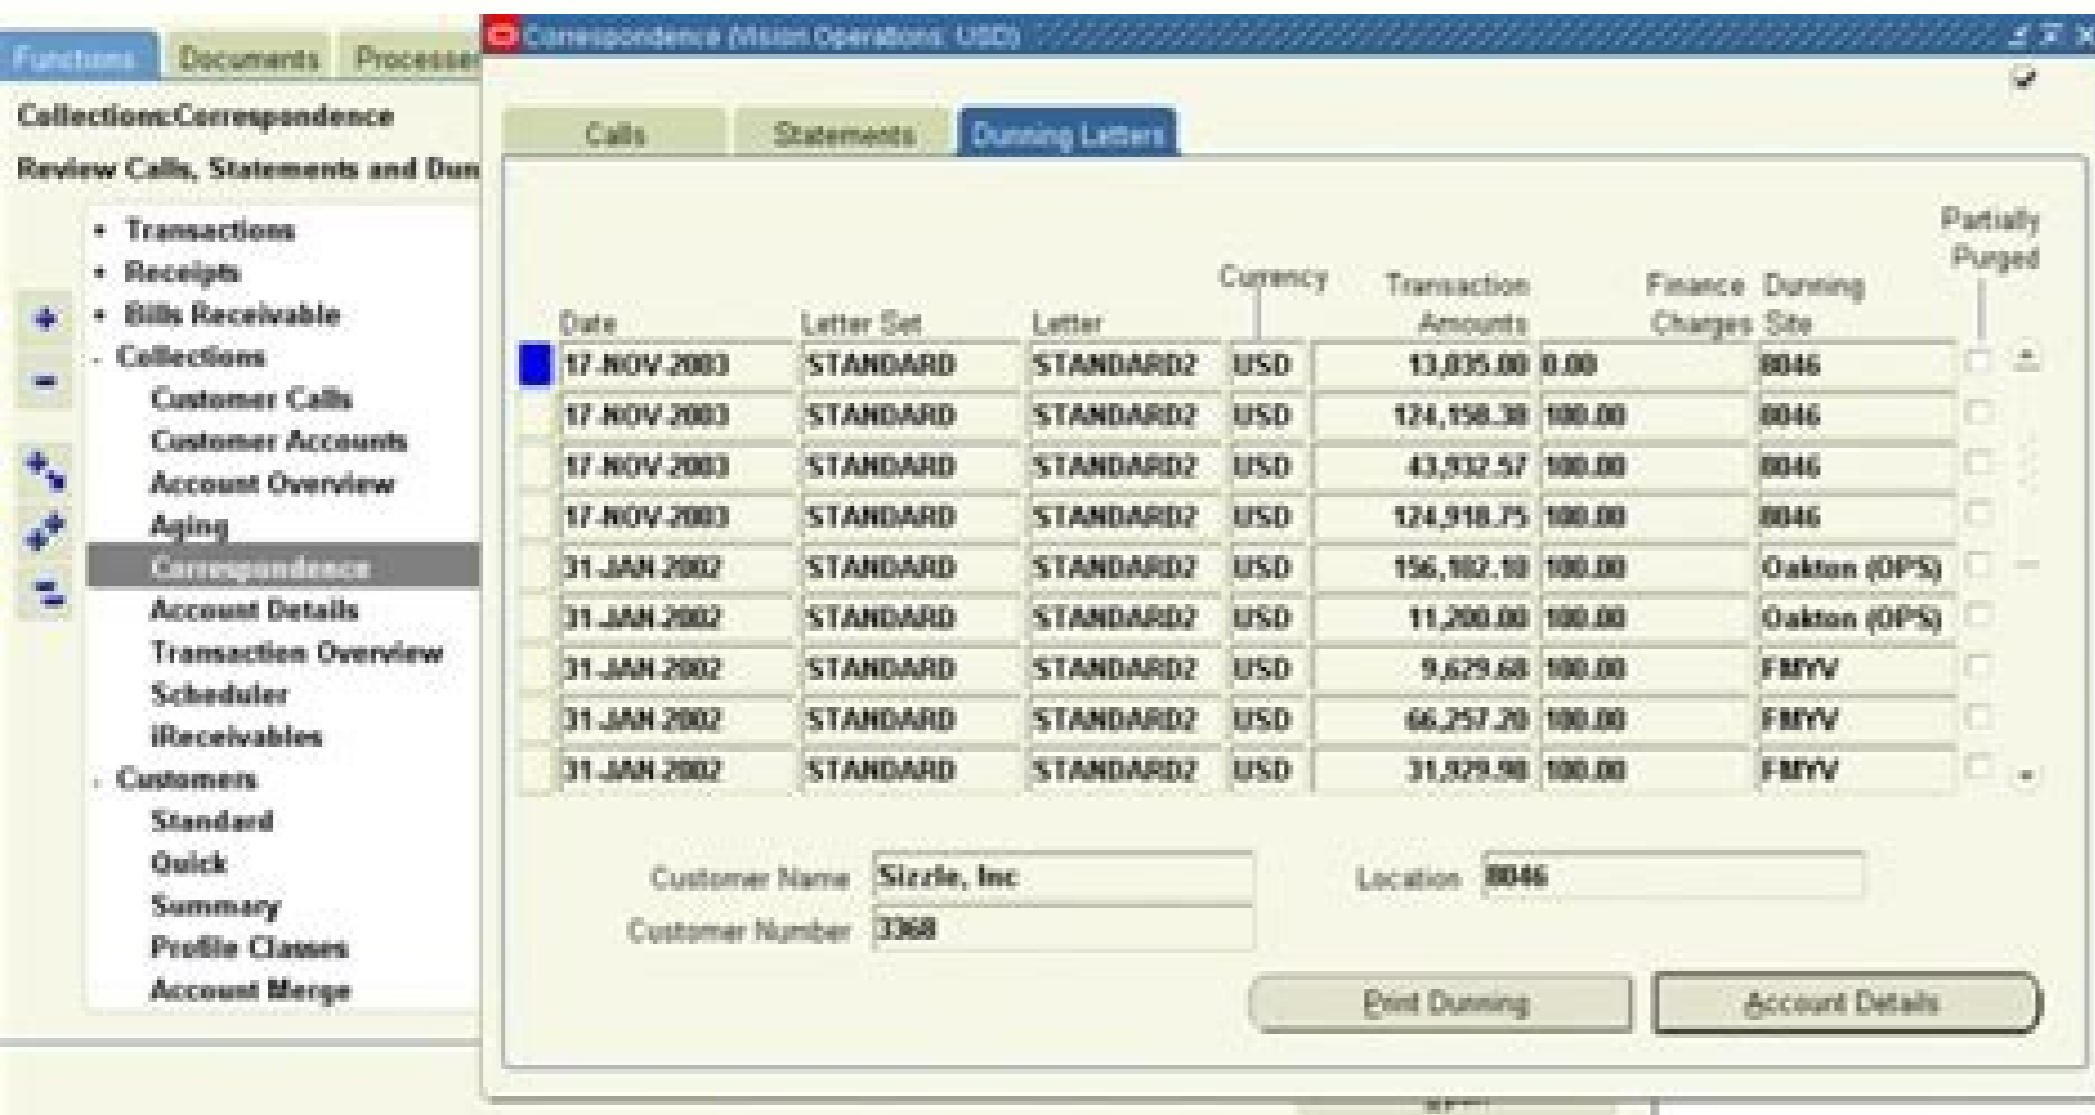 Functions Documents
Collections:Correspondence
Review Calls, Statements and Dun
Transactions
Receipts
Bills Receivable
- Collections
Customer Calls
Customer Accounts
Account Overview
Aging
Correspondence
Account Details
Transaction Overview
Scheduler
iReceivables
- Customers
Standard
Quick
Summary
Profile Classes
Account Merge
Correspondence (Vision Operations: USD)
Calls Statements Dunning Letters
Date Letter Set Letter Currency Transaction Amounts Finance Charges Dunning Site Partially Purged
17-NOV-2003 STANDARD STANDARD2 USD 13,035.00 0.00 8046
17-NOV-2003 STANDARD STANDARD2 USD 124,158.38 100.00 8046
17-NOV-2003 STANDARD STANDARD2 USD 43,932.57 100.00 8046
17-NOV-2003 STANDARD STANDARD2 USD 124,918.75 100.00 8046
31-JAN-2002 STANDARD STANDARD2 USD 156,102.10 100.00 Oakton (OPS)
31-JAN-2002 STANDARD STANDARD2 USD 11,200.00 100.00 Oakton (OPS)
31-JAN-2002 STANDARD STANDARD2 USD 9,629.68 100.00 FMYV
31-JAN-2002 STANDARD STANDARD2 USD 66,257.20 100.00 FMYV
31-JAN-2002 STANDARD STANDARD2 USD 31,929.98 100.00 FMYV
Customer Name Sizzle, Inc Location 8046
Customer Number 3368
Print Dunning Account Details